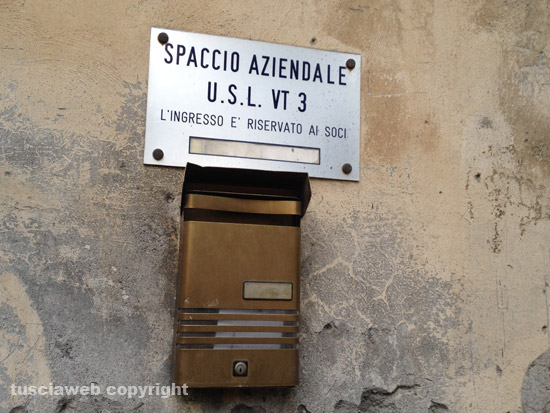 SPACCIO AZIENDALE
U.S.L. VT 3
L'INGRESSO E' RISERVATO AI SOCI
tusciaweb copyright